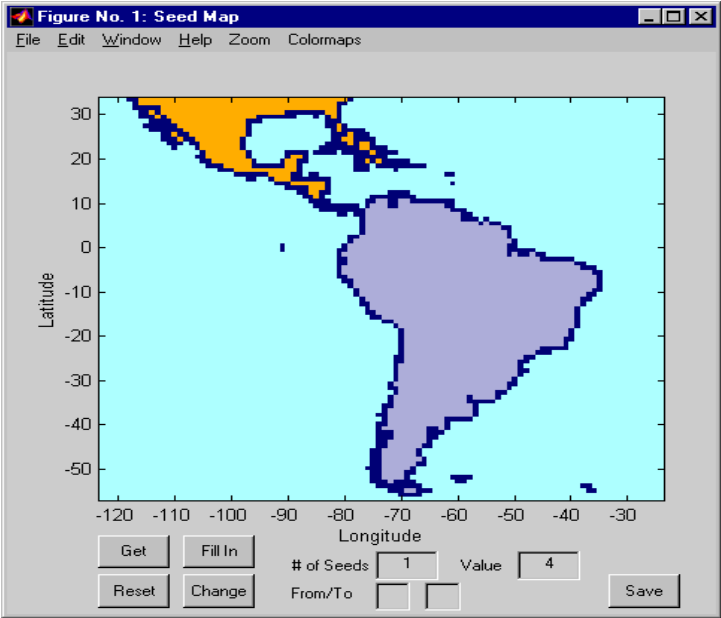 Figure No. 1: Seed Map
File Edit Window Help Zoom Colormaps
30
20
10
0
-10
-20
-30
-40
-50
Latitude
-120 -110 -100 -90 -80 -70 -60 -50 -40 -30
Longitude
Get Fill In
# of Seeds 1 Value 4
Reset Change From/To Save